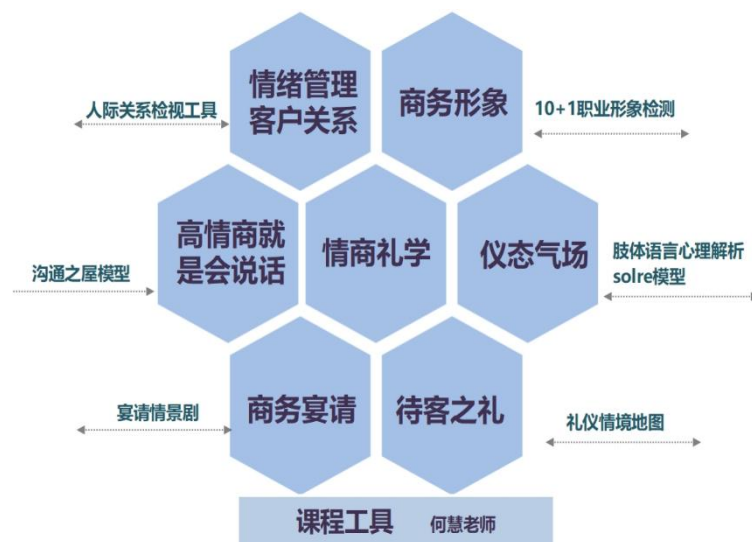 情绪管理
客户关系
商务形象
人际关系检视工具
10+1职业形象检测
高情商就
是会说话
情商礼学
仪态气场
沟通之屋模型
肢体语言心理解析
solre模型
商务宴请
待客之礼
宴请情景剧
礼仪情境地图
课程工具 何慧老师